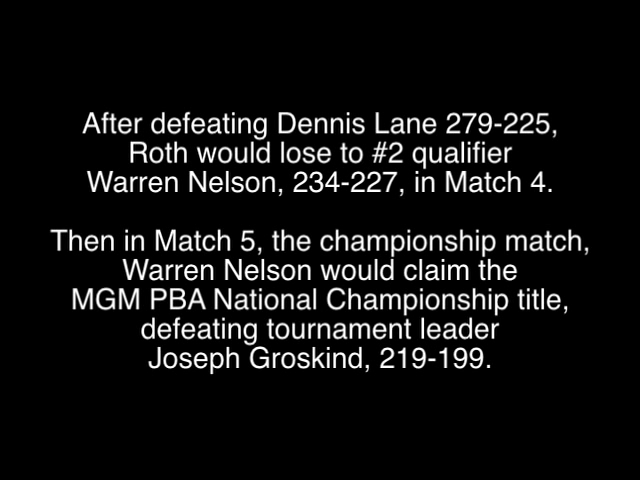 After defeating Dennis Lane 279-225,
Roth would lose to #2 qualifier
Warren Nelson, 234-227, in Match 4.
Then in Match 5, the championship match,
Warren Nelson would claim the
MGM PBA National Championship title,
defeating tournament leader
Joseph Groskind, 219-199.